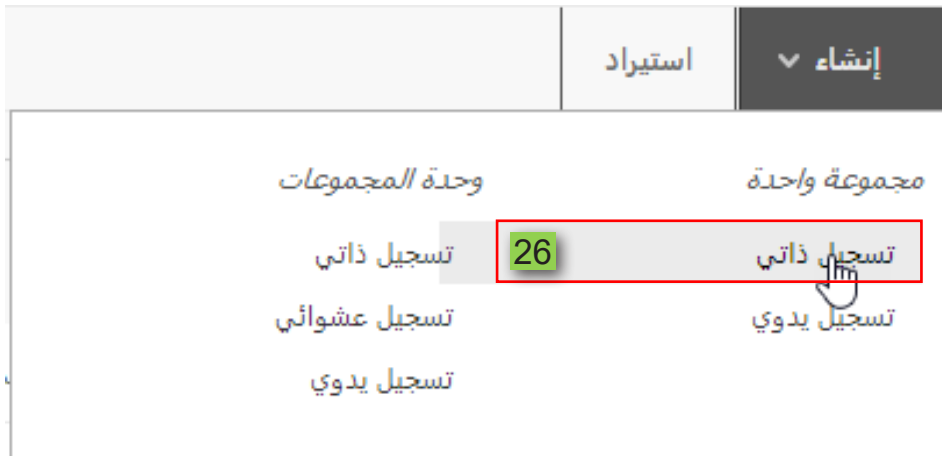 إنشاء استيراد
مجموعة واحدة وحدة المجموعات
تسجيل ذاتي 26 تسجيل ذاتي
تسجيل يدوي تسجيل عشوائي
تسجيل يدوي